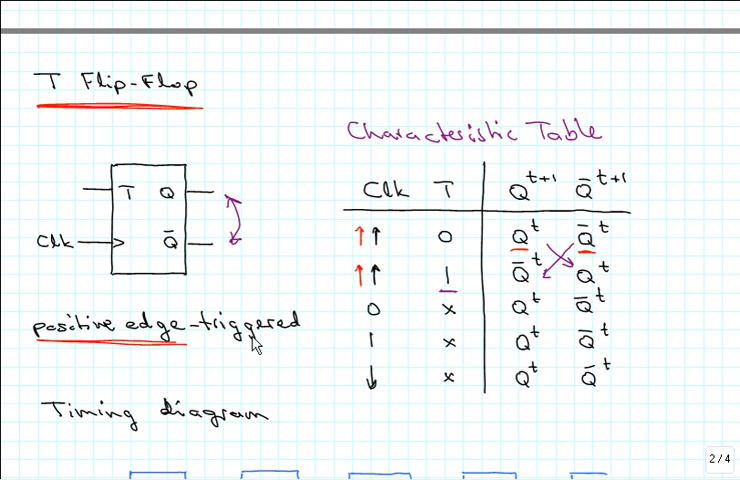 T Flip-Flop
Characteristic Table
T Q
Clk Q̄
Clk T Q^t+1 Q̄^t+1
↑↑ 0 Q^t Q̄^t
↑↑ 1 Q̄^t Q^t
0 x Q^t Q̄^t
1 x Q^t Q̄^t
↓ x Q^t Q̄^t
positive edge-triggered
Timing diagram
2/4